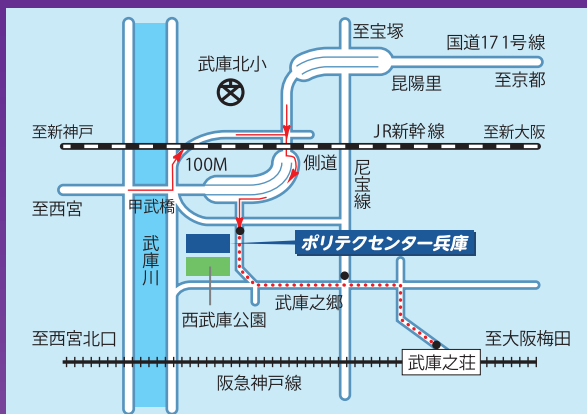 至宝塚
国道171号線
武庫北小
昆陽里
至京都
至新神戸
JR新幹線
至新大阪
100M
側道
尼宝線
至西宮
甲武橋
武庫川
ポリテクセンター兵庫
武庫之郷
西武庫公園
至西宮北口
至大阪梅田
武庫之荘
阪急神戸線